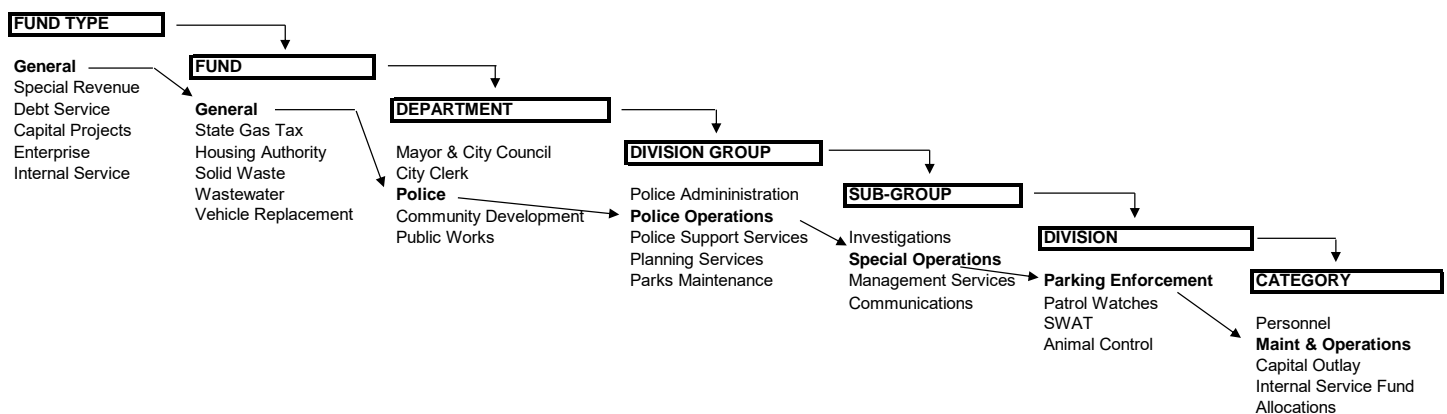 FUND TYPE
General
Special Revenue
Debt Service
Capital Projects
Enterprise
Internal Service
FUND
General
State Gas Tax
Housing Authority
Solid Waste
Wastewater
Vehicle Replacement
DEPARTMENT
Mayor & City Council
City Clerk
Police
Community Development
Public Works
DIVISION GROUP
Police Admininistration
Police Operations
Police Support Services
Planning Services
Parks Maintenance
SUB-GROUP
Investigations
Special Operations
Management Services
Communications
DIVISION
Parking Enforcement
Patrol Watches
SWAT
Animal Control
CATEGORY
Personnel
Maint & Operations
Capital Outlay
Internal Service Fund
Allocations